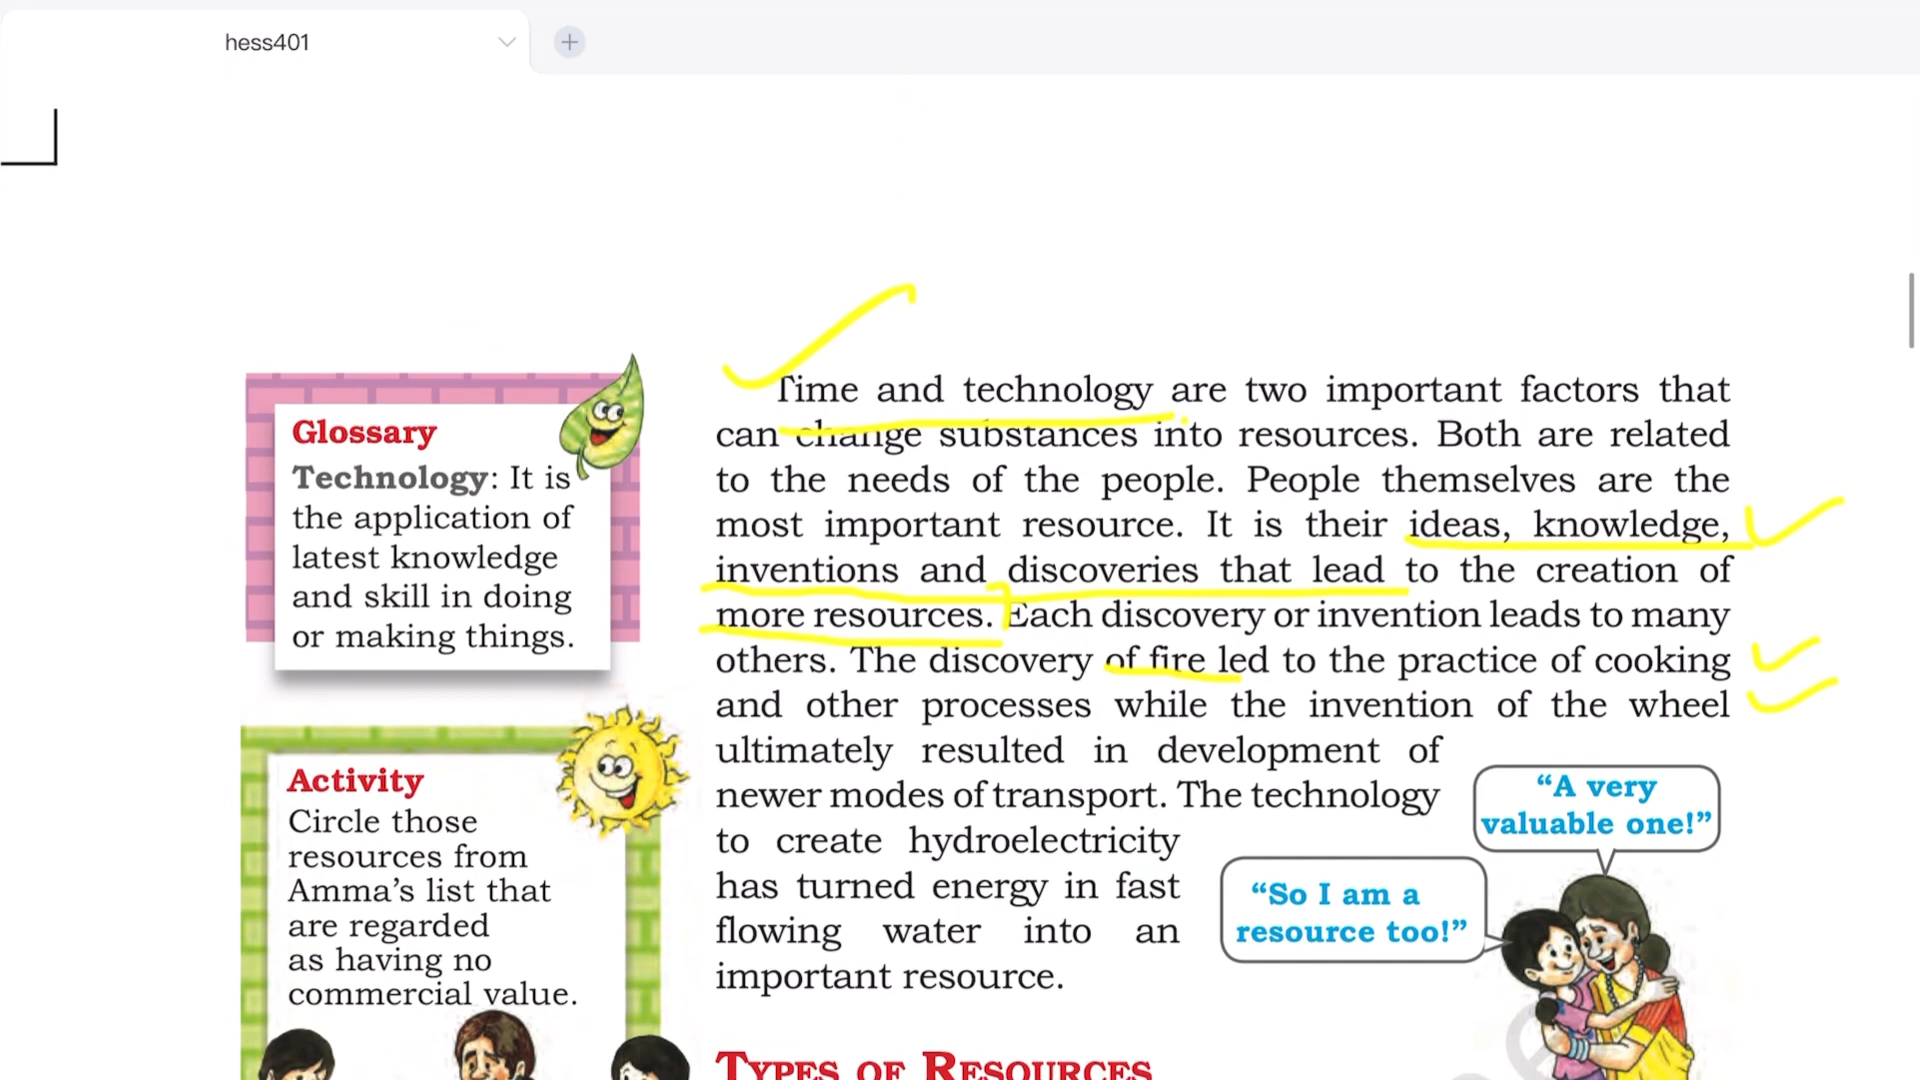 hess401
Glossary
Technology: It is
the application of
latest knowledge
and skill in doing
or making things.
Activity
Circle those
resources from
Amma's list that
are regarded
as having no
commercial value.
Time and technology are two important factors that
can change substances into resources. Both are related
to the needs of the people. People themselves are the
most important resource. It is their ideas, knowledge,
inventions and discoveries that lead to the creation of
more resources. Each discovery or invention leads to many
others. The discovery of fire led to the practice of cooking
and other processes while the invention of the wheel
ultimately resulted in development of
newer modes of transport. The technology
to create hydroelectricity
has turned energy in fast
flowing water into an
important resource.
“A very
valuable one!”
“So I am a
resource too!”
TYPES OF RESOURCES